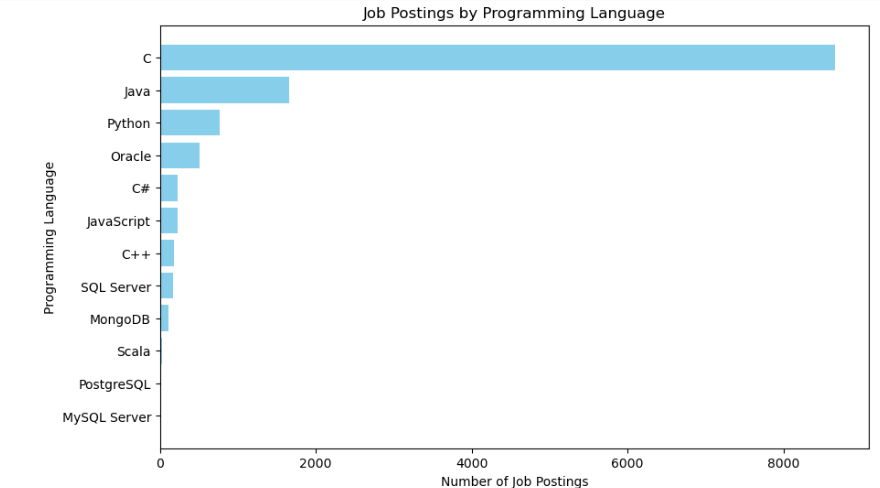 Job Postings by Programming Language
C
Java
Python
Oracle
C#
JavaScript
C++
SQL Server
MongoDB
Scala
PostgreSQL
MySQL Server
Programming Language
0 2000 4000 6000 8000
Number of Job Postings